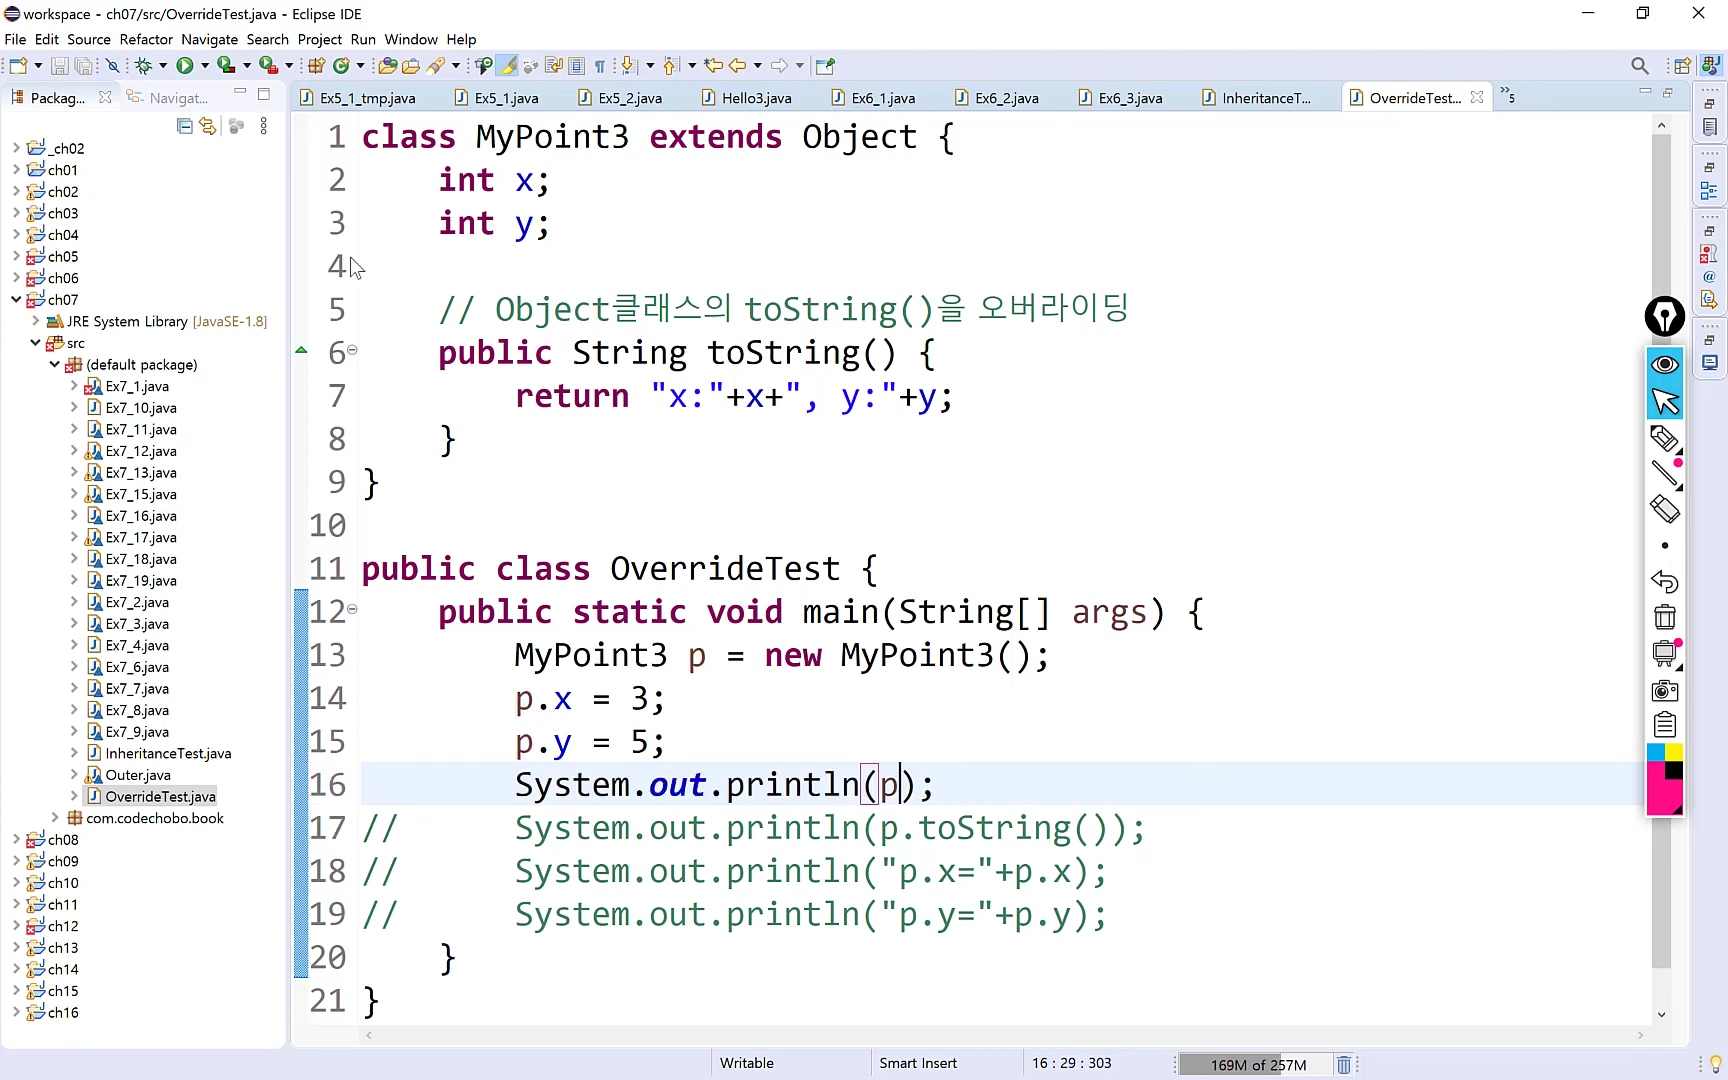 workspace - ch07/src/OverrideTest.java - Eclipse IDE
File Edit Source Refactor Navigate Search Project Run Window Help
Packag... Navigat...
Ex5_1_tmp.java Ex5_1.java Ex5_2.java Hello3.java Ex6_1.java Ex6_2.java Ex6_3.java InheritanceT... OverrideTest... »5
_ch02
ch01
ch02
ch03
ch04
ch05
ch06
ch07
JRE System Library [JavaSE-1.8]
src
(default package)
Ex7_1.java
Ex7_10.java
Ex7_11.java
Ex7_12.java
Ex7_13.java
Ex7_15.java
Ex7_16.java
Ex7_17.java
Ex7_18.java
Ex7_19.java
Ex7_2.java
Ex7_3.java
Ex7_4.java
Ex7_6.java
Ex7_7.java
Ex7_8.java
Ex7_9.java
InheritanceTest.java
Outer.java
OverrideTest.java
com.codechobo.book
ch08
ch09
ch10
ch11
ch12
ch13
ch14
ch15
ch16
1 class MyPoint3 extends Object {
2 int x;
3 int y;
4
5 // Object클래스의 toString()을 오버라이딩
6 public String toString() {
7 return "x:"+x+", y:"+y;
8 }
9 }
10
11 public class OverrideTest {
12 public static void main(String[] args) {
13 MyPoint3 p = new MyPoint3();
14 p.x = 3;
15 p.y = 5;
16 System.out.println(p);
17 // System.out.println(p.toString());
18 // System.out.println("p.x="+p.x);
19 // System.out.println("p.y="+p.y);
20 }
21 }
Writable Smart Insert 16 : 29 : 303 169M of 257M